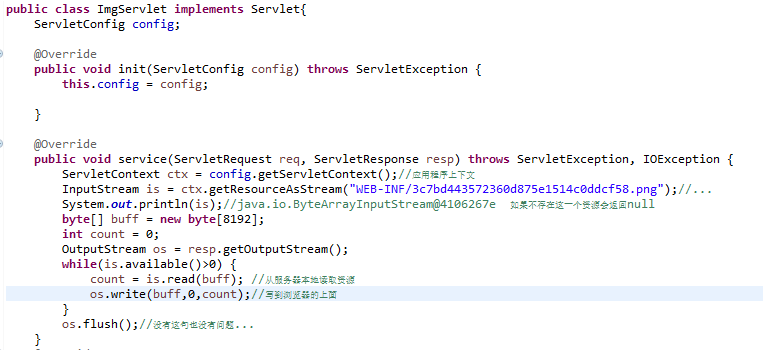 public class ImgServlet implements Servlet{
ServletConfig config;
@Override
public void init(ServletConfig config) throws ServletException {
this.config = config;
}
@Override
public void service(ServletRequest req, ServletResponse resp) throws ServletException, IOException {
ServletContext ctx = config.getServletContext();//应用程序上下文
InputStream is = ctx.getResourceAsStream("WEB-INF/3c7bd443572360d875e1514c0ddcf58.png");//...
System.out.println(is);//java.io.ByteArrayInputStream@4106267e 如果不存在这一个资源会返回null
byte[] buff = new byte[8192];
int count = 0;
OutputStream os = resp.getOutputStream();
while(is.available()>0) {
count = is.read(buff); //从服务器本地读取资源
os.write(buff,0,count);//写到浏览器的上面
}
os.flush();//没有这句也没有问题...
}